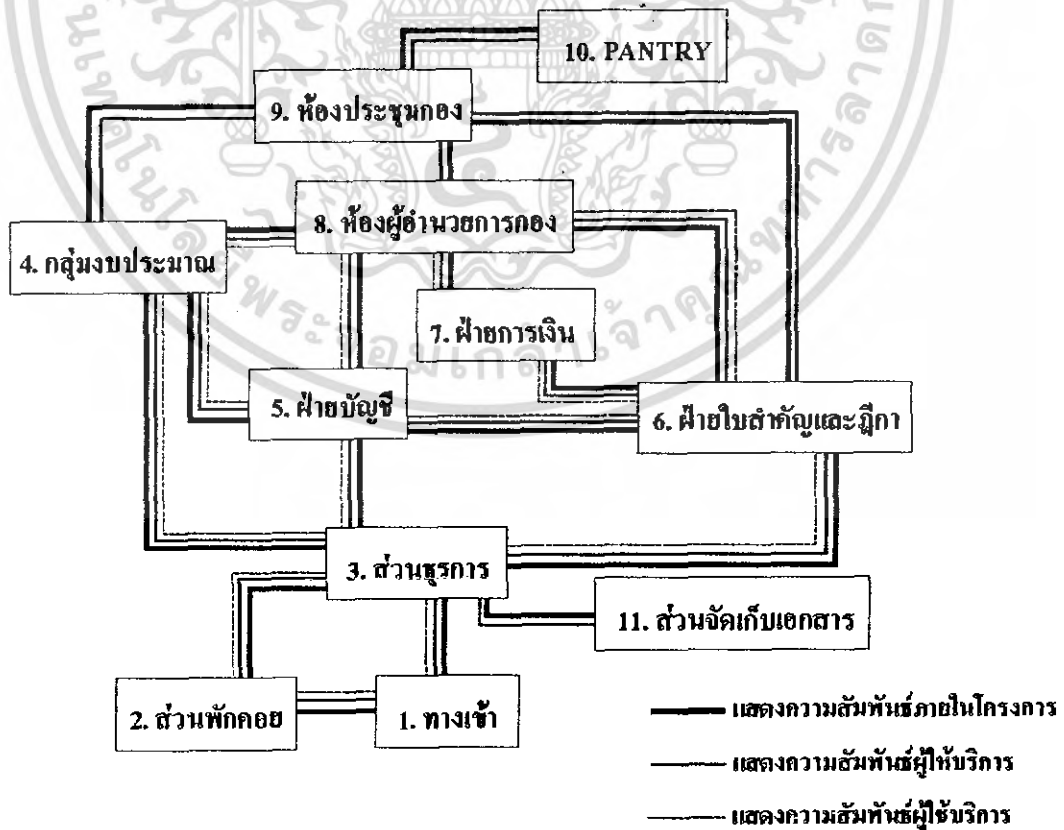 10. PANTRY
9. ห้องประชุมกอง
8. ห้องผู้อำนวยการกอง
4. กลุ่มงบประมาณ
7. ฝ่ายการเงิน
5. ฝ่ายบัญชี
6. ฝ่ายใบสำคัญและฎีกา
3. ส่วนธุรการ
11. ส่วนจัดเก็บเอกสาร
2. ส่วนพักคอย
1. ทางเข้า
แสดงความสัมพันธ์ภายในโครงการ
แสดงความสัมพันธ์ผู้ให้บริการ
แสดงความสัมพันธ์ผู้ใช้บริการ